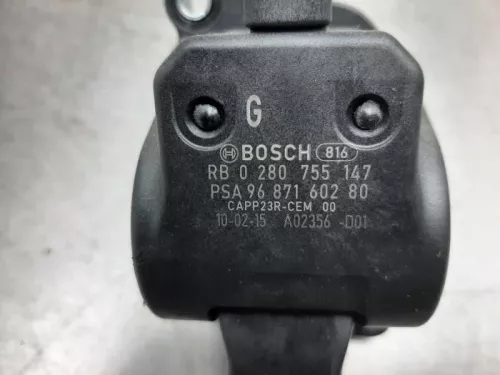 G
BOSCH 816
RB 0 280 755 147
PSA 96 871 602 80
CAPP23R-CEM 00
10-02-15 A02356 -D01